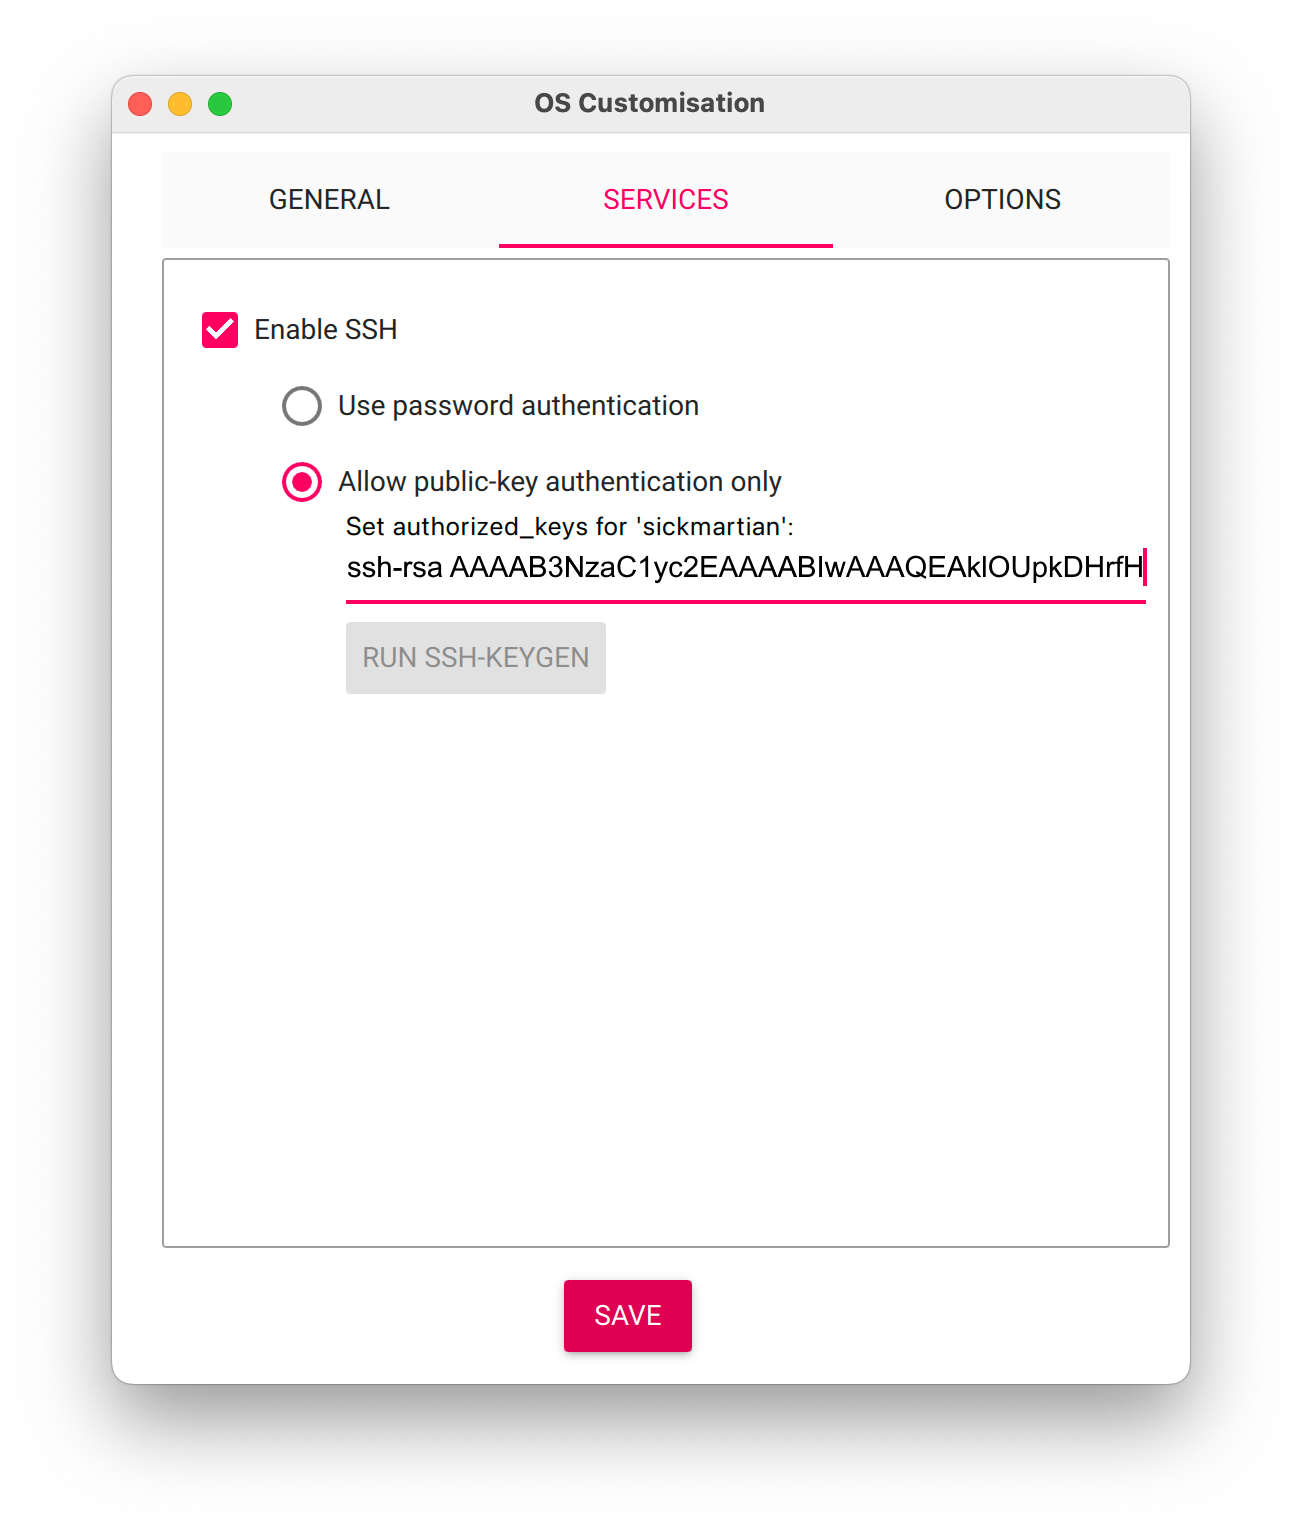 OS Customisation
GENERAL SERVICES OPTIONS
Enable SSH
Use password authentication
Allow public-key authentication only
Set authorized_keys for 'sickmartian':
ssh-rsa AAAAB3NzaC1yc2EAAAABIwAAAQEAklOUpkDHrfH
RUN SSH-KEYGEN
SAVE